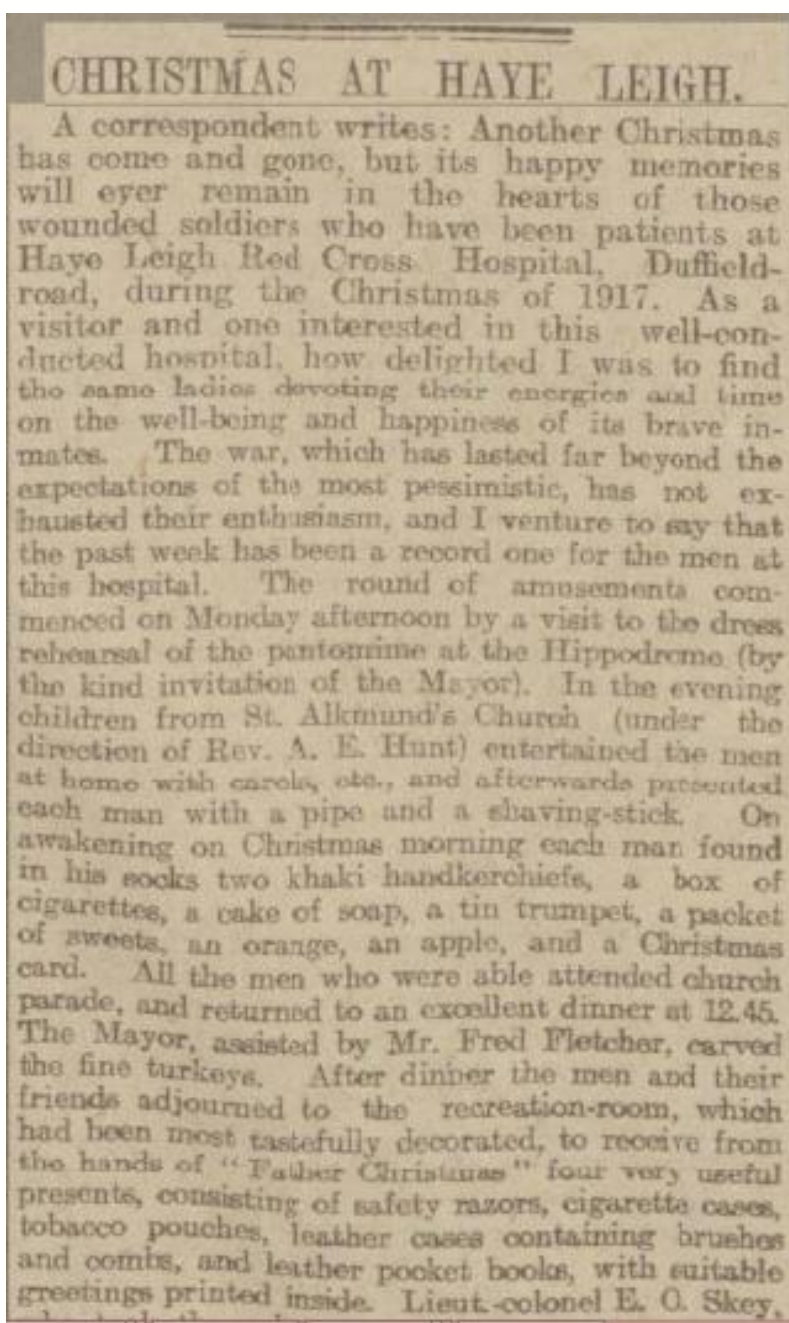 CHRISTMAS AT HAYE LEIGH.
A correspondent writes: Another Christmas
has come and gone, but its happy memories
will ever remain in the hearts of those
wounded soldiers who have been patients at
Haye Leigh Red Cross Hospital, Duffield-
road, during the Christmas of 1917. As a
visitor and one interested in this well-con-
ducted hospital, how delighted I was to find
the same ladies devoting their energies and time
on the well-being and happiness of its brave in-
mates. The war, which has lasted far beyond the
expectations of the most pessimistic, has not ex-
hausted their enthusiasm, and I venture to say that
the past week has been a record one for the men at
this hospital. The round of amusements com-
menced on Monday afternoon by a visit to the dress
rehearsal of the pantomime at the Hippodrome (by
the kind invitation of the Mayor). In the evening
children from St. Alkmund's Church (under the
direction of Rev. A. E. Hunt) entertained the men
at home with carols, etc., and afterwards presented
each man with a pipe and a shaving-stick. On
awakening on Christmas morning each man found
in his socks two khaki handkerchiefs, a box of
cigarettes, a cake of soap, a tin trumpet, a packet
of sweets, an orange, an apple, and a Christmas
card. All the men who were able attended church
parade, and returned to an excellent dinner at 12.45.
The Mayor, assisted by Mr. Fred Fletcher, carved
the fine turkeys. After dinner the men and their
friends adjourned to the recreation-room, which
had been most tastefully decorated, to receive from
the hands of "Father Christmas" four very useful
presents, consisting of safety razors, cigarette cases,
tobacco pouches, leather cases containing brushes
and combs, and leather pocket books, with suitable
greetings printed inside. Lieut.-colonel E. O. Skey,